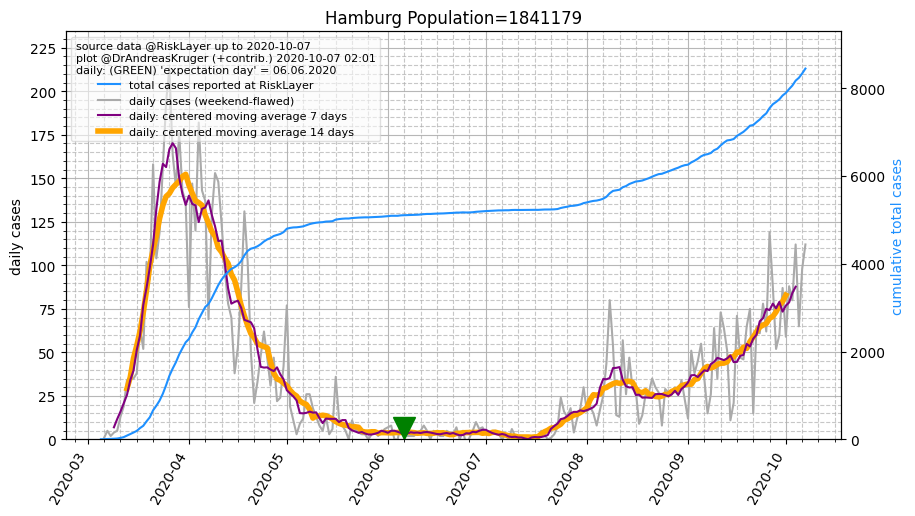 Hamburg Population=1841179
source data @RiskLayer up to 2020-10-07
plot @DrAndreasKruger (+contrib.) 2020-10-07 02:01
daily: (GREEN) 'expectation day' = 06.06.2020
total cases reported at RiskLayer
daily cases (weekend-flawed)
daily: centered moving average 7 days
daily: centered moving average 14 days
daily cases
225
200
175
150
125
100
75
50
25
0
8000
6000
4000
2000
0
cumulative total cases
2020-03
2020-04
2020-05
2020-06
2020-07
2020-08
2020-09
2020-10